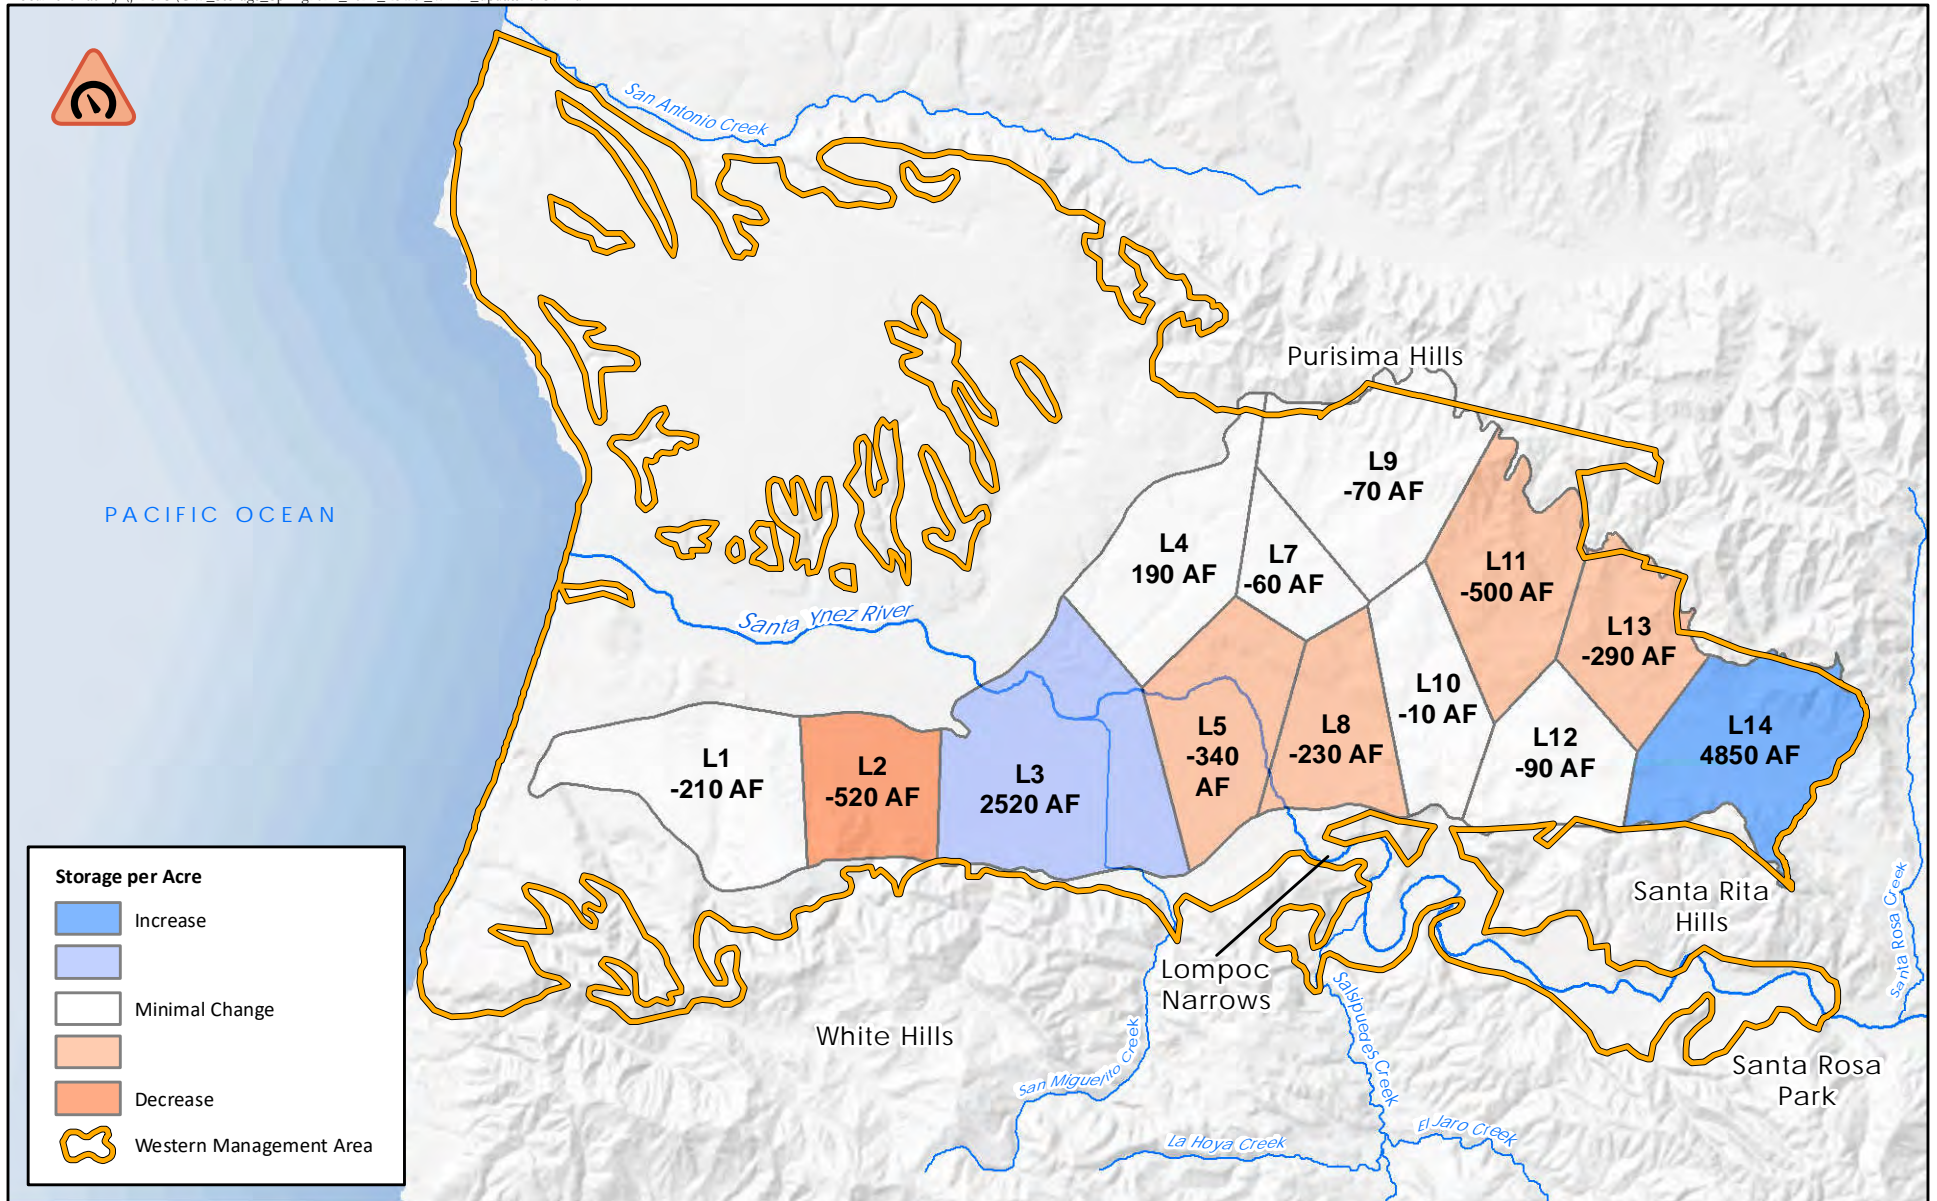 San Antonio Creek
Purisima Hills
PACIFIC OCEAN
L9
-70 AF
L4
190 AF
L7
-60 AF
L11
-500 AF
Santa Ynez River
L13
-290 AF
L10
-10 AF
L14
4850 AF
L5
-340
AF
L8
-230 AF
L12
-90 AF
L1
-210 AF
L2
-520 AF
L3
2520 AF
Storage per Acre
Increase
Minimal Change
Decrease
Western Management Area
Santa Rita
Hills
Santa Rosa Creek
Lompoc
Narrows
Salsipuedes Creek
White Hills
San Miguelito Creek
Santa Rosa
Park
El Jaro Creek
La Hoya Creek